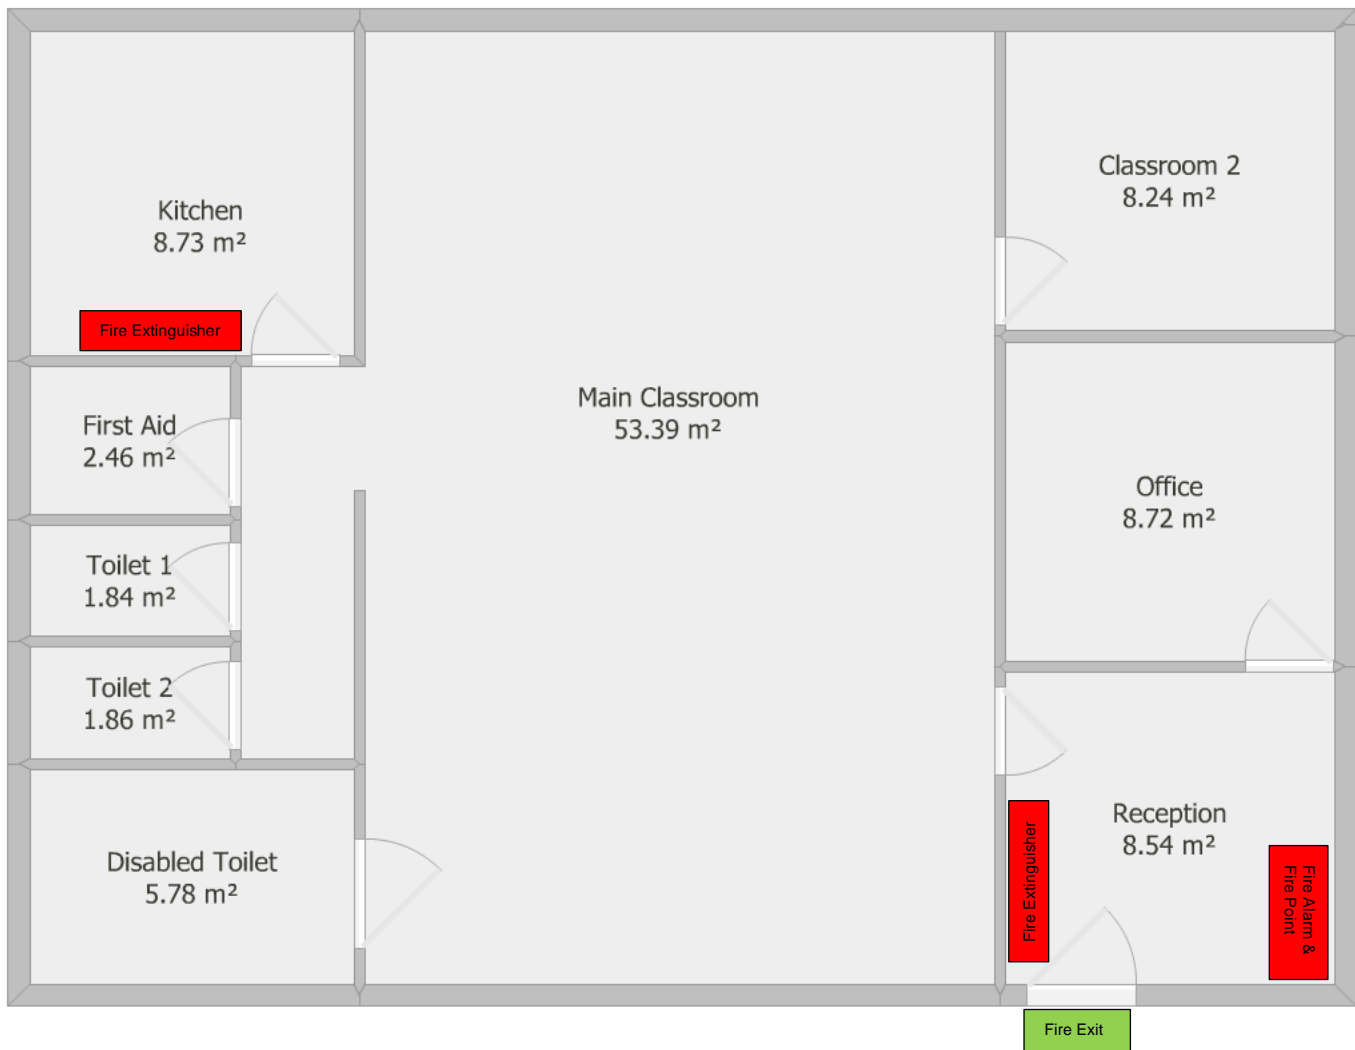 Kitchen
8.73 m²
Fire Extinguisher
First Aid
2.46 m²
Toilet 1
1.84 m²
Toilet 2
1.86 m²
Disabled Toilet
5.78 m²
Main Classroom
53.39 m²
Classroom 2
8.24 m²
Office
8.72 m²
Reception
8.54 m²
Fire Extinguisher
Fire Alarm &
Fire Point
Fire Exit